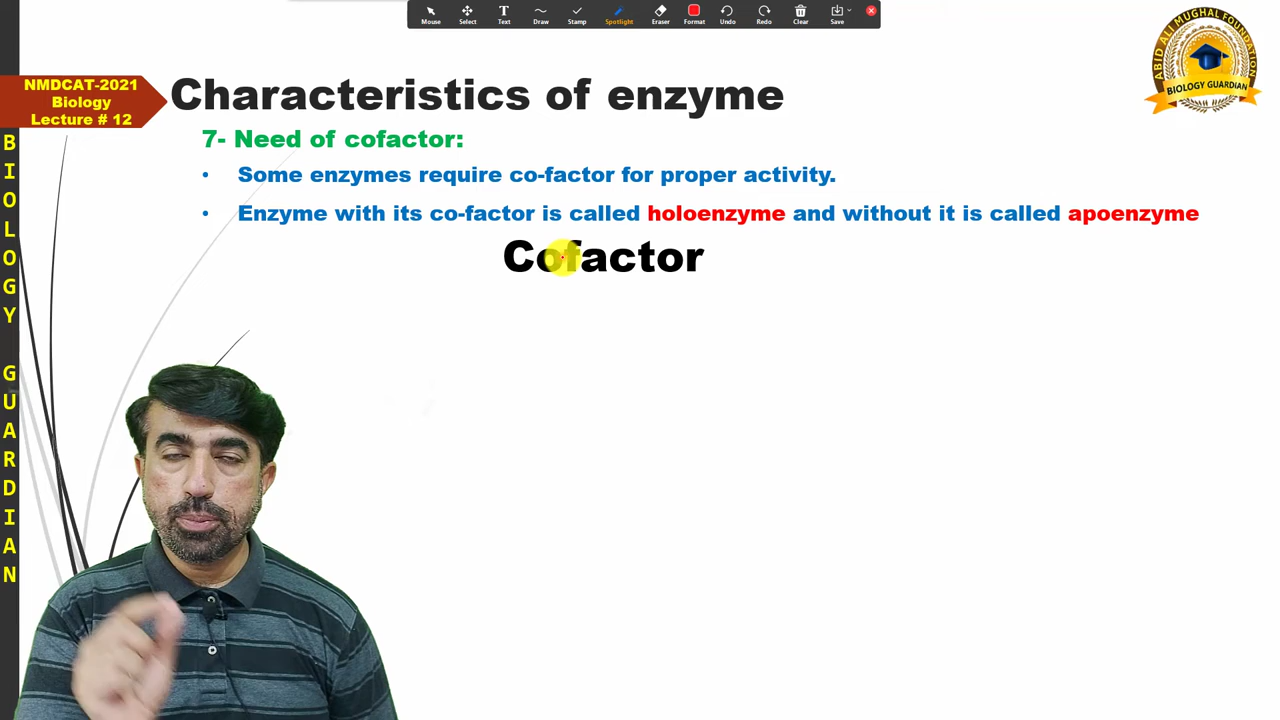 Mouse Select Text Draw Stamp Spotlight Eraser Format Undo Redo Clear Save
ABID ALI MUGHAL FOUNDATION
BIOLOGY GUARDIAN
NMDCAT-2021
Biology
Lecture # 12
Characteristics of enzyme
7- Need of cofactor:
• Some enzymes require co-factor for proper activity.
• Enzyme with its co-factor is called holoenzyme and without it is called apoenzyme
Cofactor
BIOLOGY GUARDIAN